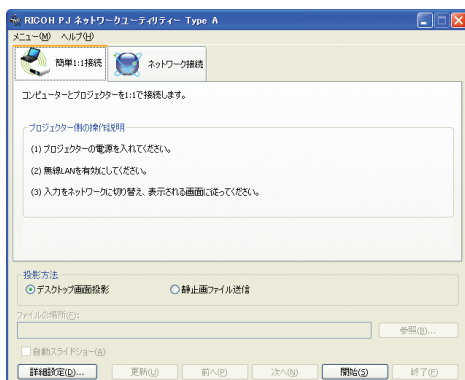 RICOH PJ ネットワークユーティリティー Type A
メニュー(M) ヘルプ(H)
簡単1:1接続 ネットワーク接続
コンピューターとプロジェクターを1:1で接続します。
プロジェクター側の操作説明
(1) プロジェクターの電源を入れてください。
(2) 無線LANを有効にしてください。
(3) 入力をネットワークに切り替え、表示される画面に従ってください。
投影方法
デスクトップ画面投影 静止画ファイル送信
ファイルの場所(F):
参照(B)...
自動スライドショー(A)
詳細設定(D)... 更新(U) 前へ(P) 次へ(N) 開始(S) 終了(E)